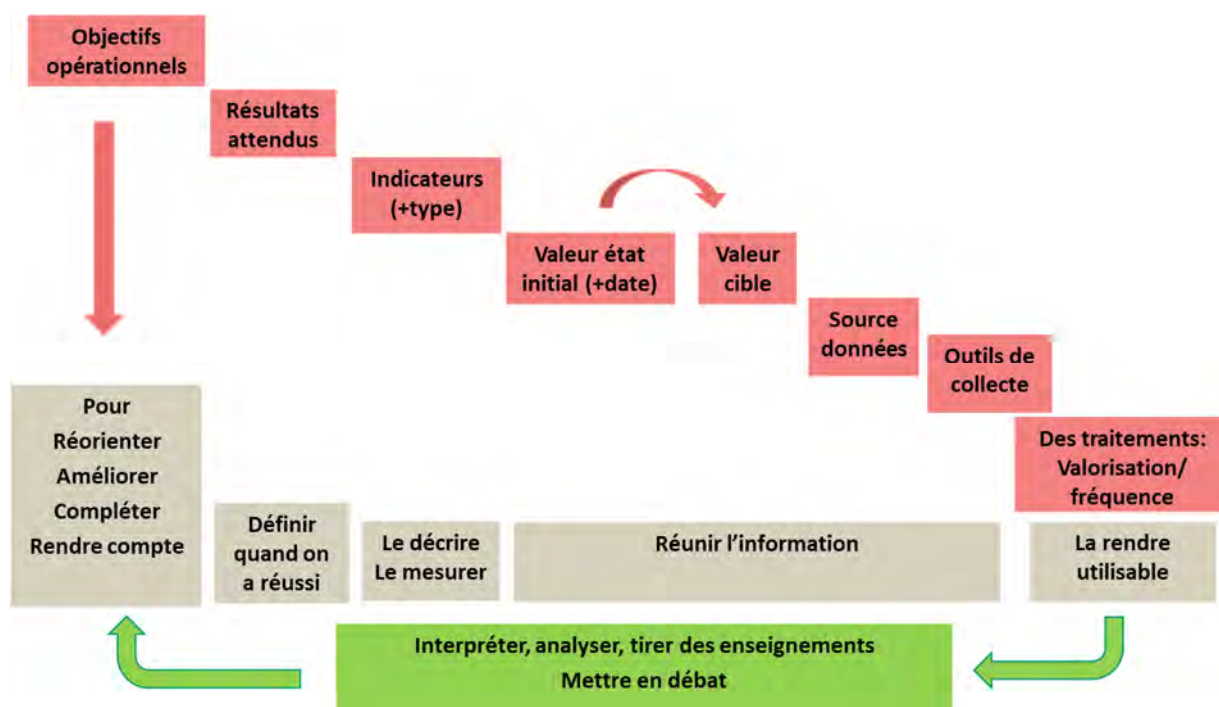 Objectifs
opérationnels
Résultats
attendus
Indicateurs
(+type)
Valeur état
initial (+date)
Valeur
cible
Source
données
Outils de
collecte
Des traitements:
Valorisation/
fréquence
Pour
Réorienter
Améliorer
Compléter
Rendre compte
Définir
quand on
a réussi
Le décrire
Le mesurer
Réunir l’information
La rendre
utilisable
Interpréter, analyser, tirer des enseignements
Mettre en débat